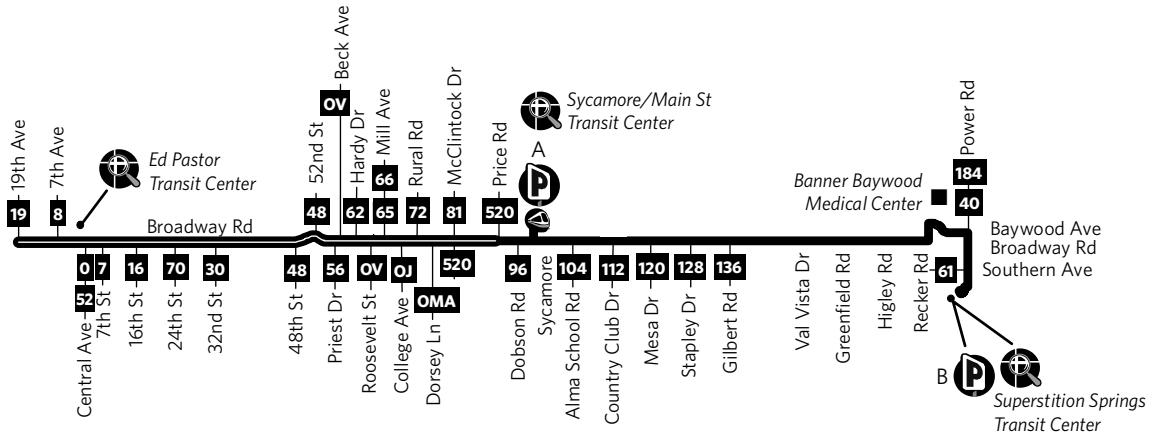 19th Ave
19
7th Ave
8
Ed Pastor
Transit Center
Broadway Rd
0
52
Central Ave
7
7th St
16
16th St
70
24th St
30
32nd St
48
48th St
52nd St
48
56
Priest Dr
Beck Ave
OV
Hardy Dr
62
OV
Roosevelt St
Mill Ave
66
65
OJ
College Ave
Rural Rd
72
OMA
Dorsey Ln
McClintock Dr
81
520
Price Rd
520
96
Dobson Rd
Sycamore/Main St
Transit Center
A
P
Sycamore
104
Alma School Rd
112
Country Club Dr
120
Mesa Dr
128
Stapley Dr
136
Gilbert Rd
Val Vista Dr
Greenfield Rd
Higley Rd
Recker Rd
Banner Baywood
Medical Center
Power Rd
184
40
Baywood Ave
Broadway Rd
Southern Ave
61
B
P
Superstition Springs
Transit Center